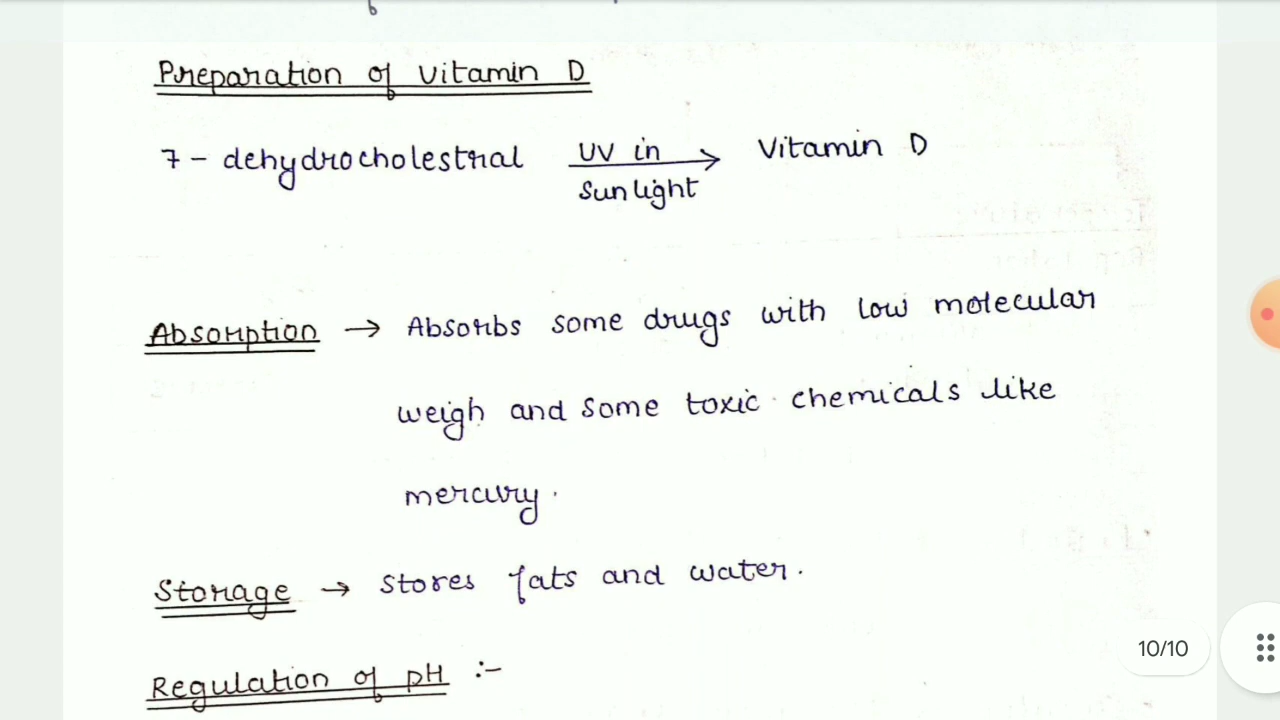 Preparation of vitamin D
7 - dehydrocholestral UV in Sunlight → Vitamin D
Absorption → Absorbs some drugs with low molecular
weigh and some toxic chemicals like
mercury.
Storage → Stores fats and water.
10/10
Regulation of pH :-